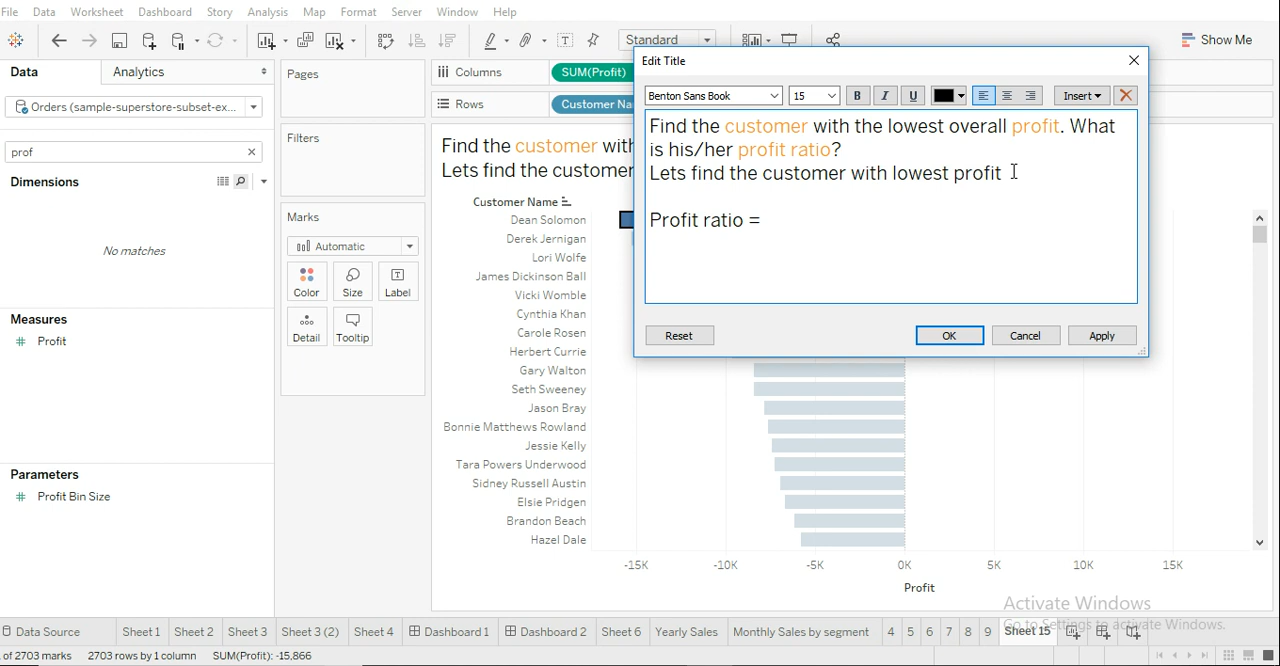 File Data Worksheet Dashboard Story Analysis Map Format Server Window Help
Standard
Show Me
Data
Analytics
Orders (sample-superstore-subset-ex...
prof
Dimensions
No matches
Measures
Profit
Parameters
Profit Bin Size
Pages
Filters
Marks
Automatic
Color
Size
Label
Detail
Tooltip
Columns
SUM(Profit)
Rows
Customer Na
Find the customer with
Lets find the customer
Customer Name
Dean Solomon
Derek Jernigan
Lori Wolfe
James Dickinson Ball
Vicki Womble
Cynthia Khan
Carole Rosen
Herbert Currie
Gary Walton
Seth Sweeney
Jason Bray
Bonnie Matthews Rowland
Jessie Kelly
Tara Powers Underwood
Sidney Russell Austin
Elsie Pridgen
Brandon Beach
Hazel Dale
-15K -10K -5K 0K 5K 10K 15K
Profit
Edit Title
Benton Sans Book
15
B
I
U
Insert
Find the customer with the lowest overall profit. What
is his/her profit ratio?
Lets find the customer with lowest profit
Profit ratio =
Reset
OK
Cancel
Apply
Activate Windows
Go to Settings to activate Windows.
Data Source Sheet 1 Sheet 2 Sheet 3 Sheet 3 (2) Sheet 4 Dashboard 1 Dashboard 2 Sheet 6 Yearly Sales Monthly Sales by segment 4 5 6 7 8 9 Sheet 15
of 2703 marks 2703 rows by 1 column SUM(Profit): -15,866